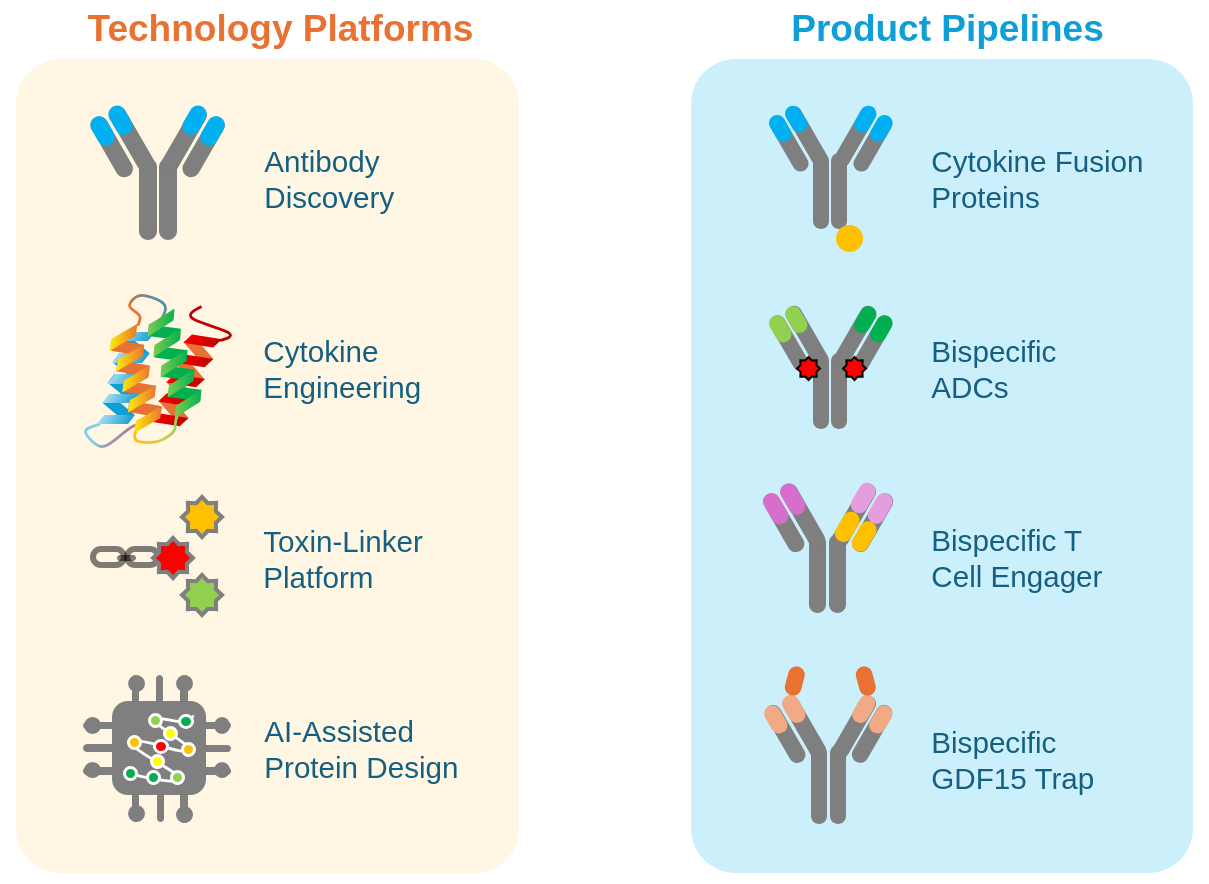 Technology Platforms
Antibody
Discovery
Cytokine
Engineering
Toxin-Linker
Platform
AI-Assisted
Protein Design
Product Pipelines
Cytokine Fusion
Proteins
Bispecific
ADCs
Bispecific T
Cell Engager
Bispecific
GDF15 Trap